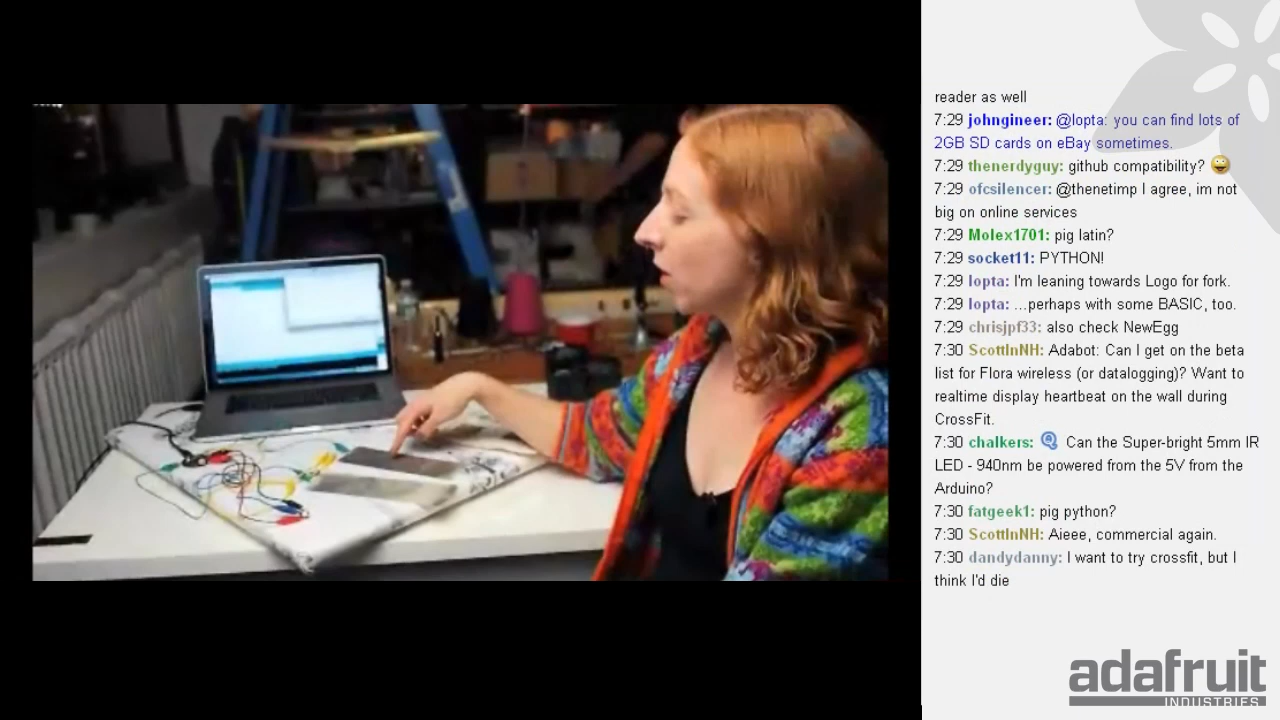 reader as well
7:29 johngineer: @lopta: you can find lots of
2GB SD cards on eBay sometimes.
7:29 thenerdyguy: github compatibility?
7:29 ofcsilencer: @thenetimp I agree, im not
big on online services
7:29 Molex1701: pig latin?
7:29 socket11: PYTHON!
7:29 lopta: I'm leaning towards Logo for fork.
7:29 lopta: ...perhaps with some BASIC, too.
7:29 chrisjpf33: also check NewEgg
7:30 ScottInNH: Adabot: Can I get on the beta
list for Flora wireless (or datalogging)? Want to
realtime display heartbeat on the wall during
CrossFit.
7:30 chalkers: Can the Super-bright 5mm IR
LED - 940nm be powered from the 5V from the
Arduino?
7:30 fatgeek1: pig python?
7:30 ScottInNH: Aieee, commercial again.
7:30 dandydanny: I want to try crossfit, but I
think I'd die
adafruit
INDUSTRIES